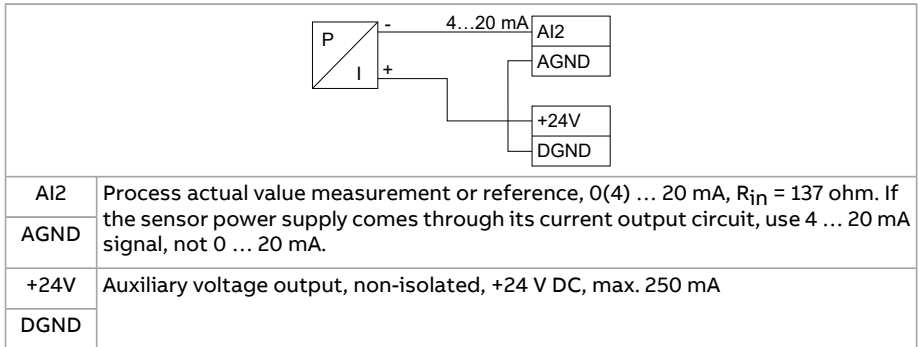 P
I
-
+
4…20 mA
AI2
AGND
+24V
DGND
AI2
AGND
Process actual value measurement or reference, 0(4) … 20 mA, Rin = 137 ohm. If
the sensor power supply comes through its current output circuit, use 4 … 20 mA
signal, not 0 … 20 mA.
+24V
DGND
Auxiliary voltage output, non-isolated, +24 V DC, max. 250 mA